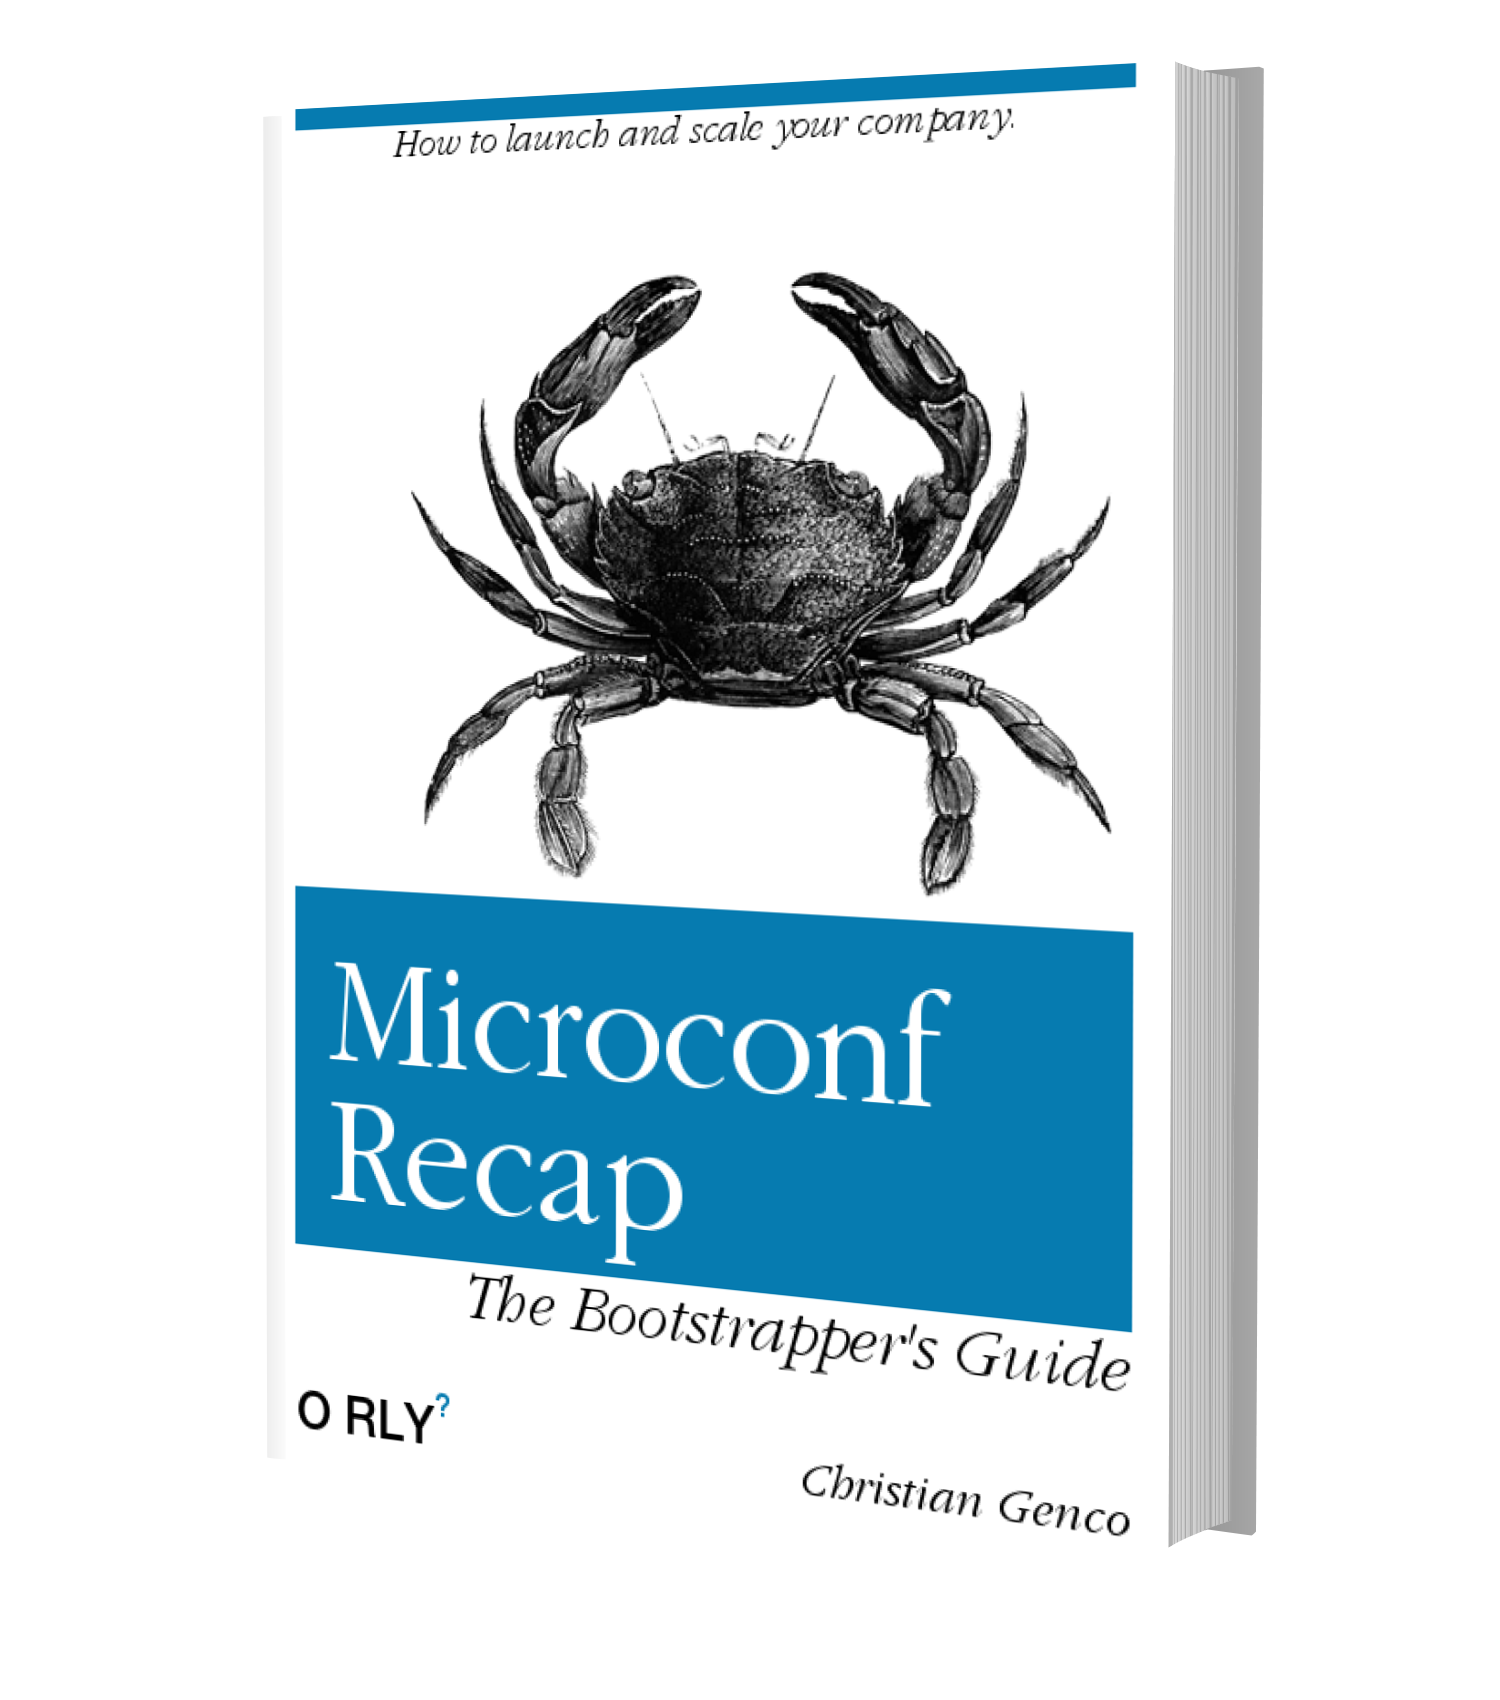 How to launch and scale your company.
Microconf
Recap
The Bootstrapper's Guide
O RLY?
Christian Genco